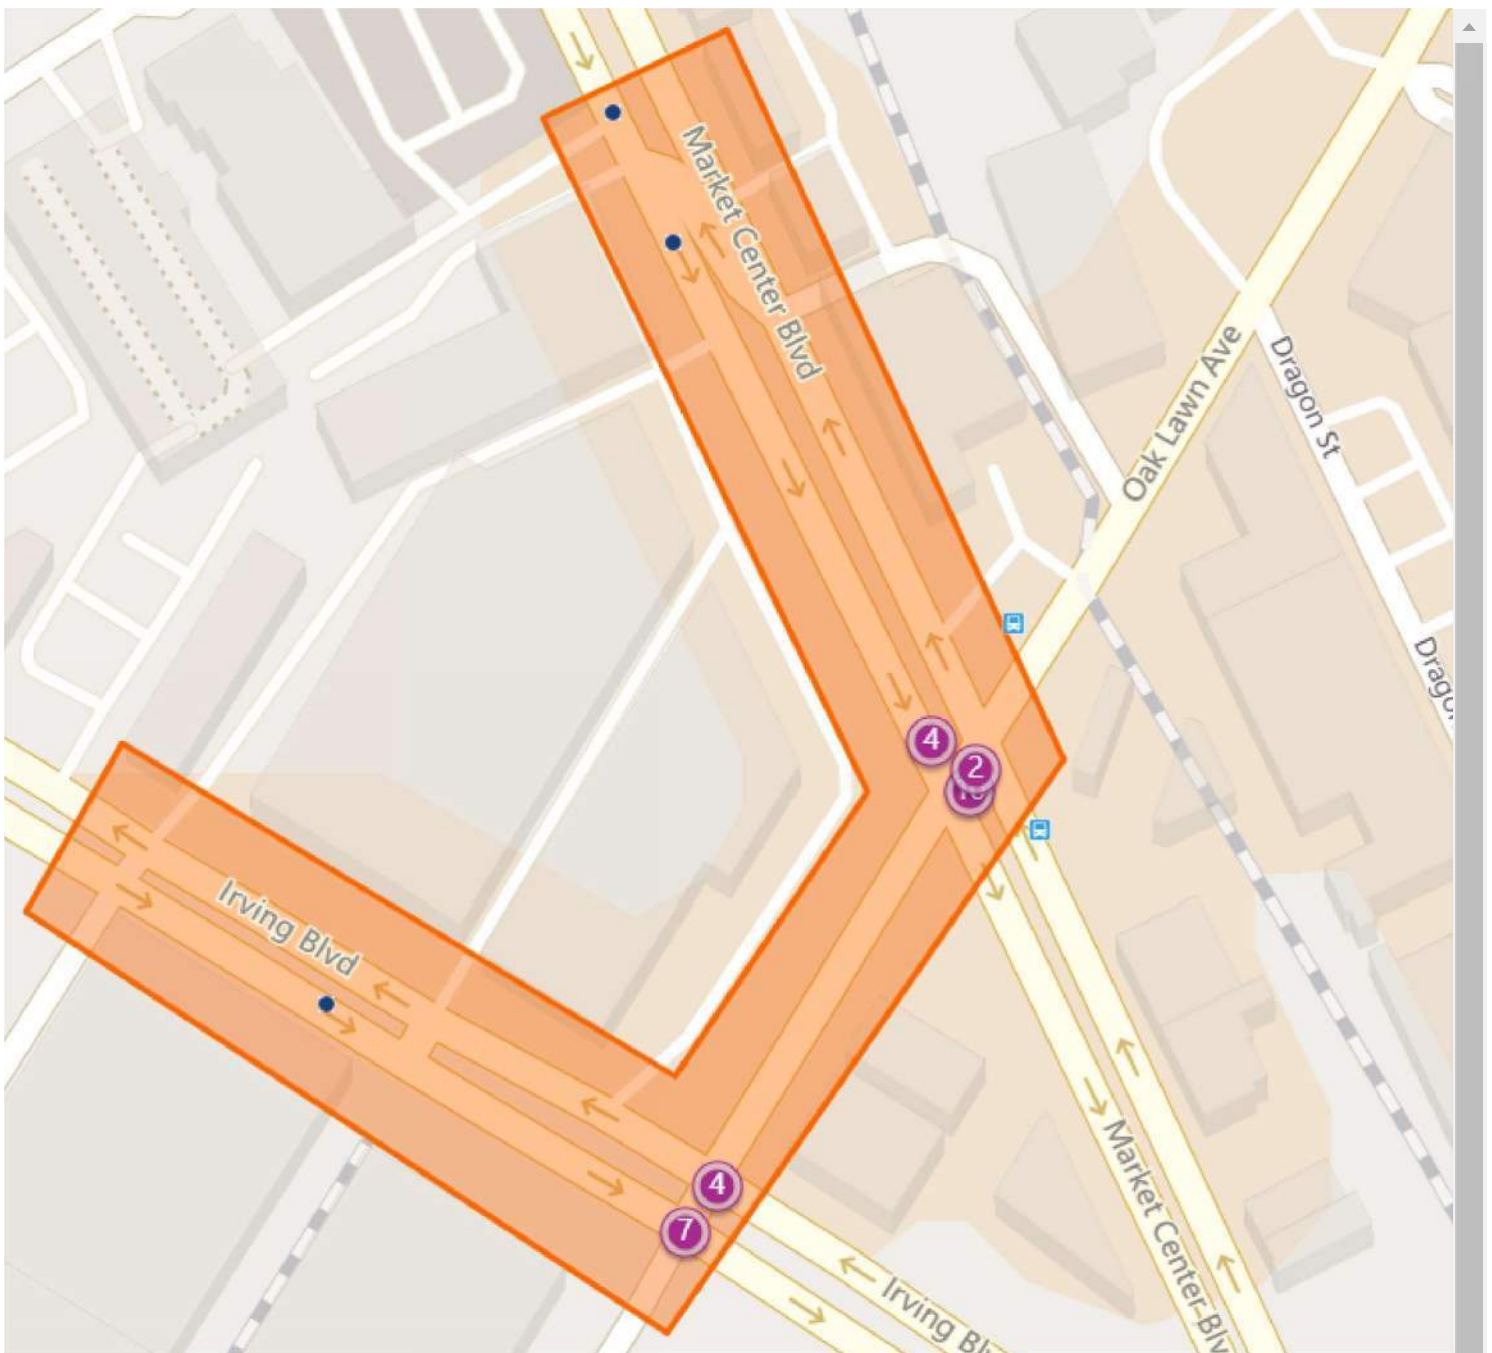 Market Center Blvd
Oak Lawn Ave
Dragon St
Dragon
4
2
Irving Blvd
4
7
Market Center Blv
Irving Bl